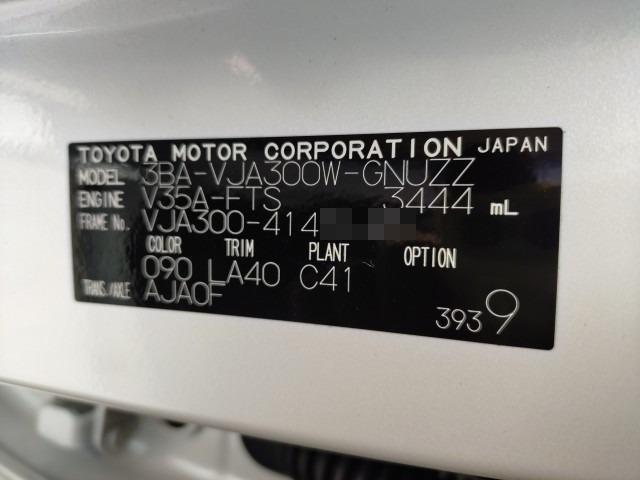 TOYOTA MOTOR CORPORATION JAPAN
MODEL 3BA-VJA300W-GNUZZ
ENGINE V35A-FTS 3444 mL
FRAME No. VJA300-414
COLOR TRIM PLANT OPTION
090 LA40 C41
TRANS./AXLE AJA0F
3939